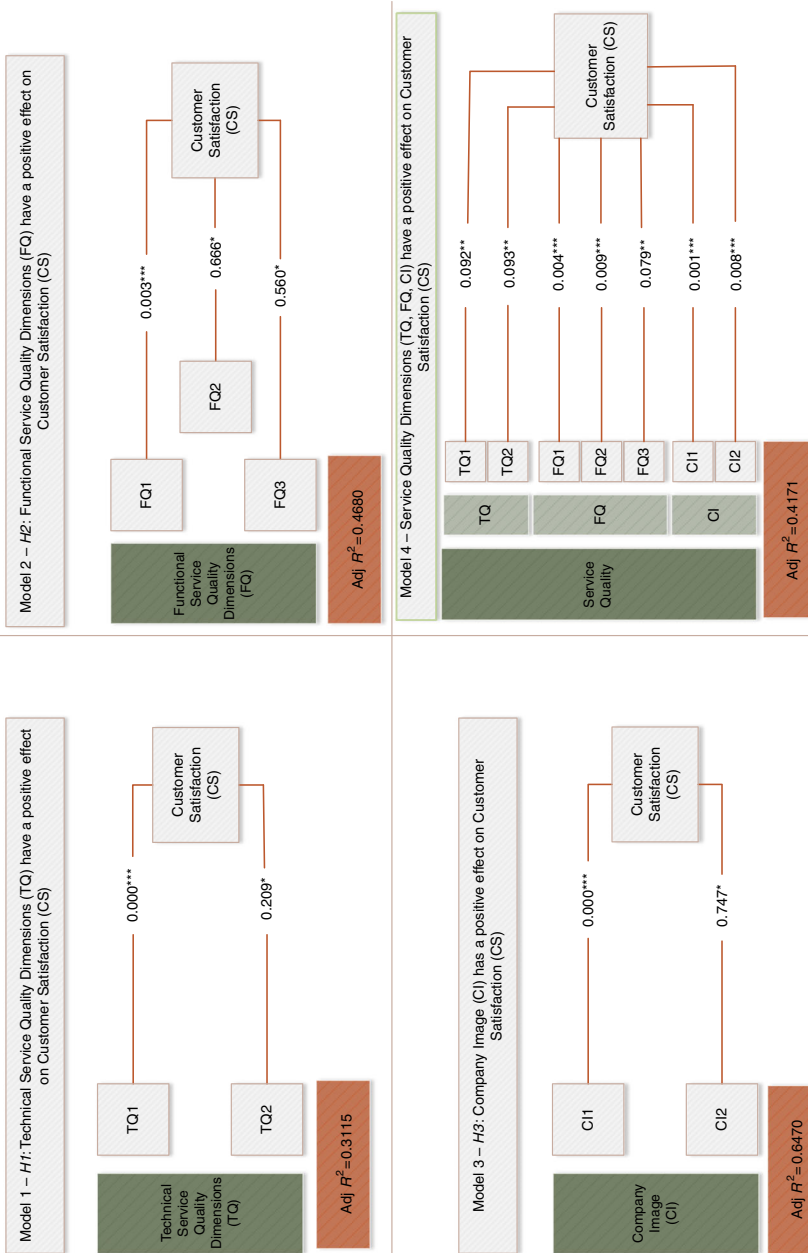 Model 1 – H1: Technical Service Quality Dimensions (TQ) have a positive effect
on Customer Satisfaction (CS)
Technical
Service
Quality
Dimensions
(TQ)
TQ1
TQ2
0.000***
0.209*
Customer
Satisfaction
(CS)
Adj R²=0.3115
Model 2 – H2: Functional Service Quality Dimensions (FQ) have a positive effect on
Customer Satisfaction (CS)
Functional
Service
Quality
Dimensions
(FQ)
FQ1
FQ2
FQ3
0.003***
0.666*
0.560*
Customer
Satisfaction
(CS)
Adj R²=0.4680
Model 3 – H3: Company Image (CI) has a positive effect on Customer
Satisfaction (CS)
Company
Image
(CI)
CI1
CI2
0.000***
0.747*
Customer
Satisfaction
(CS)
Adj R²=0.6470
Model 4 – Service Quality Dimensions (TQ, FQ, CI) have a positive effect on Customer
Satisfaction (CS)
Service
Quality
TQ
FQ
CI
TQ1
TQ2
FQ1
FQ2
FQ3
CI1
CI2
0.092**
0.093**
0.004***
0.009***
0.079**
0.001***
0.008***
Customer
Satisfaction (CS)
Adj R²=0.4171